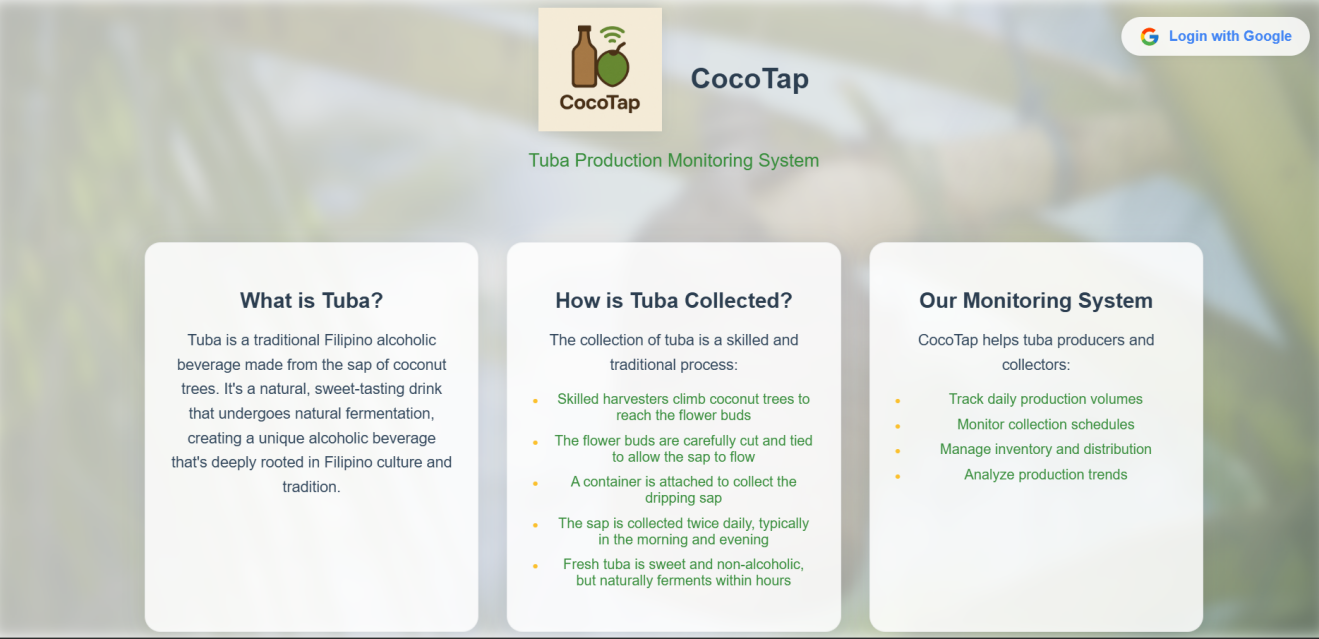 CocoTap
CocoTap
Login with Google
Tuba Production Monitoring System
What is Tuba?
Tuba is a traditional Filipino alcoholic
beverage made from the sap of coconut
trees. It's a natural, sweet-tasting drink
that undergoes natural fermentation,
creating a unique alcoholic beverage
that's deeply rooted in Filipino culture and
tradition.
How is Tuba Collected?
The collection of tuba is a skilled and
traditional process:
Skilled harvesters climb coconut trees to
reach the flower buds
The flower buds are carefully cut and tied
to allow the sap to flow
A container is attached to collect the
dripping sap
The sap is collected twice daily, typically
in the morning and evening
Fresh tuba is sweet and non-alcoholic,
but naturally ferments within hours
Our Monitoring System
CocoTap helps tuba producers and
collectors:
Track daily production volumes
Monitor collection schedules
Manage inventory and distribution
Analyze production trends